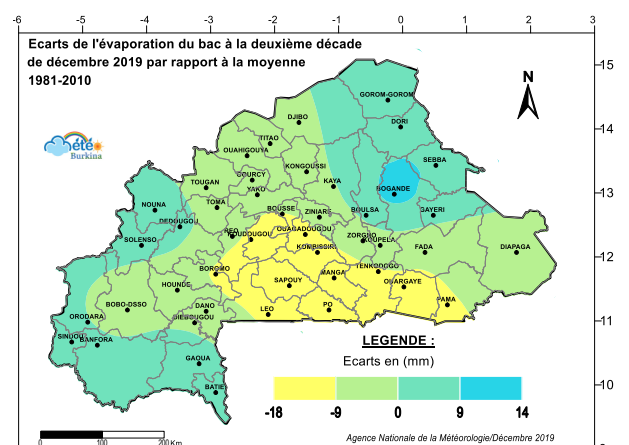 -6 -5 -4 -3 -2 -1 0 1 2 3
Ecarts de l'évaporation du bac à la deuxième décade
de décembre 2019 par rapport à la moyenne
1981-2010
15
N
GOROM-GOROM
DJIBO
DORI
14
TITAO
été
Burkina
OUAHIGOUYA
SEBBA
KONGOUSSI
TOUGAN
GOURCY
KAYA
YAKO
BOGANDE
13
NOUNA
TOMA
BOUSSE
ZINIARE
BOULSA
GAYERI
DEDOUGOU
REO
KOUDOUGOU
OUAGADOUGOU
ZORGHO
KOUPELA
SOLENSO
KOMBISSIRI
FADA
DIAPAGA
12
BOROMO
MANGA
TENKODOGO
HOUNDE
SAPOUY
OUARGAYE
BOBO-DSSO
DANO
LEO
PO
PAMA
ORODARA
DIEBOUGOU
11
SINDOU
BANFORA
LEGENDE :
GAOUA
Ecarts en (mm)
BATIE
10
-18 -9 0 9 14
0 100 200 Km
Agence Nationale de la Météorologie/Décembre 2019